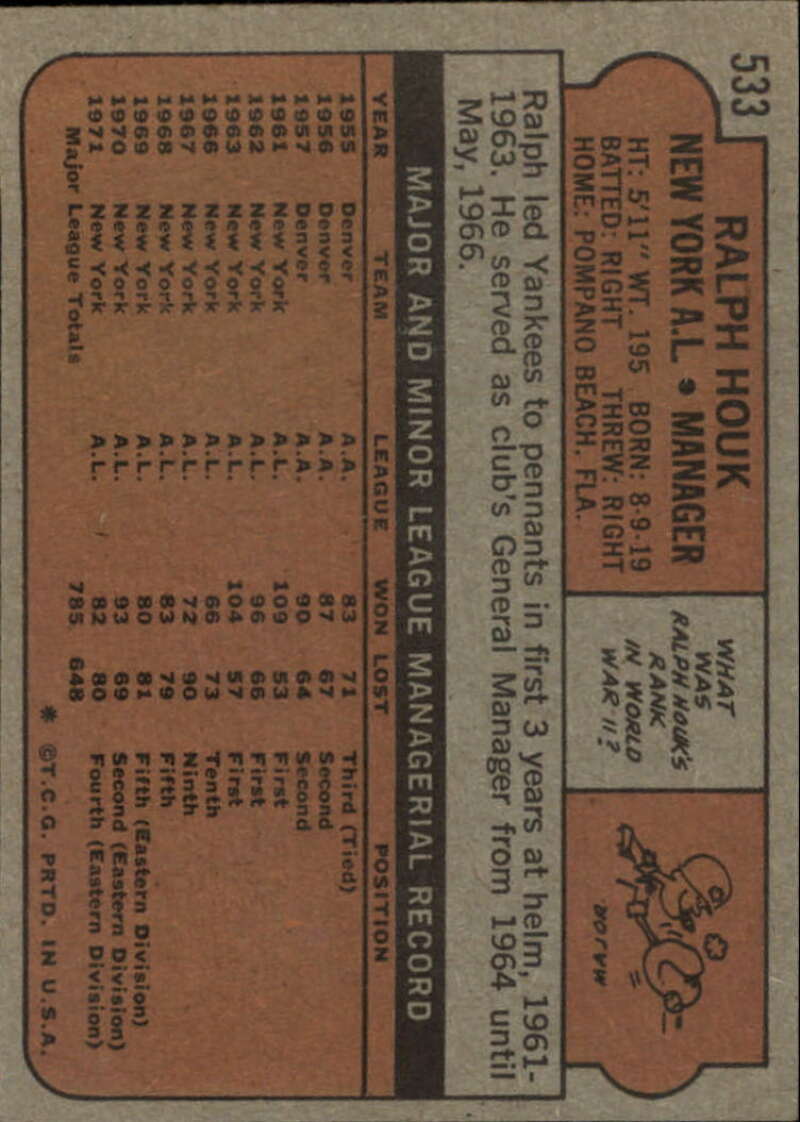 533
RALPH HOUK
NEW YORK A.L. • MANAGER
HT: 5'11" WT. 195 BORN: 8-9-19
BATTED: RIGHT THREW: RIGHT
HOME: POMPANO BEACH, FLA.
WHAT
WAS
RALPH HOUK'S
RANK
IN WORLD
WAR II?
MAJOR
Ralph led Yankees to pennants in first 3 years at helm, 1961-
1963. He served as club's General Manager from 1964 until
May, 1966.
MAJOR AND MINOR LEAGUE MANAGERIAL RECORD
YEAR TEAM LEAGUE WON LOST POSITION
1955 Denver A.A. 83 71 Third (Tied)
1956 Denver A.A. 87 67 Second
1957 Denver A.A. 90 64 Second
1961 New York A.L. 109 53 First
1962 New York A.L. 96 66 First
1963 New York A.L. 104 57 First
1966 New York A.L. 66 73 Tenth
1967 New York A.L. 72 90 Ninth
1968 New York A.L. 83 79 Fifth
1969 New York A.L. 80 81 Fifth (Eastern Division)
1970 New York A.L. 93 69 Second (Eastern Division)
1971 New York A.L. 82 80 Fourth (Eastern Division)
Major League Totals 785 648
* ©T.C.G. PRTD. IN U.S.A.